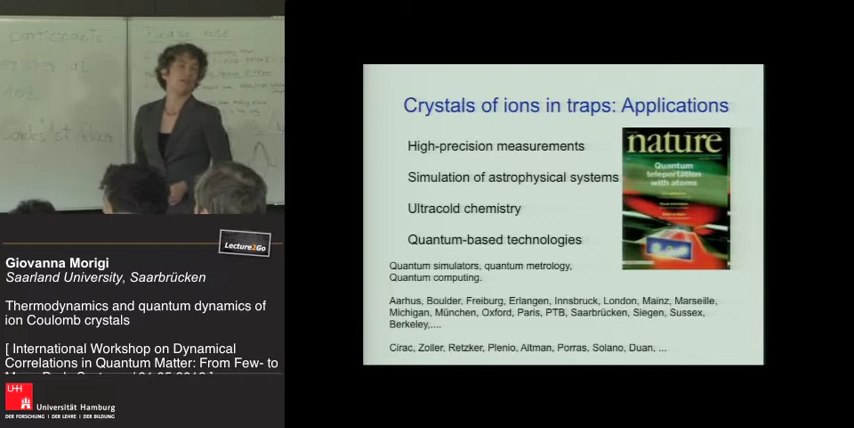 participants
Please use
Crystals of ions in traps: Applications
High-precision measurements
Simulation of astrophysical systems
Ultracold chemistry
Quantum-based technologies
nature
Quantum
teleportation
with atoms
Quantum simulators, quantum metrology,
Quantum computing.
Aarhus, Boulder, Freiburg, Erlangen, Innsbruck, London, Mainz, Marseille,
Michigan, München, Oxford, Paris, PTB, Saarbrücken, Siegen, Sussex,
Berkeley,....
Cirac, Zoller, Retzker, Plenio, Altman, Porras, Solano, Duan, ...
Lecture2Go
Giovanna Morigi
Saarland University, Saarbrücken
Thermodynamics and quantum dynamics of
ion Coulomb crystals
[ International Workshop on Dynamical
Correlations in Quantum Matter: From Few- to
UH
Universität Hamburg
DER FORSCHUNG | DER LEHRE | DER BILDUNG